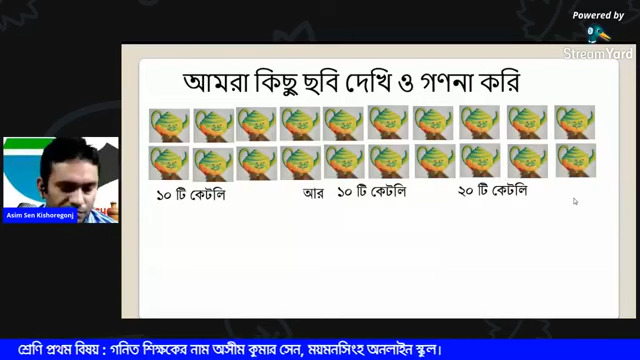 Powered by
StreamYard
আমরা কিছু ছবি দেখি ও গণনা করি
১০ টি কেটলি আর ১০ টি কেটলি ২০ টি কেটলি
Asim Sen Kishoregonj
শ্রেণি প্রথম বিষয় : গনিত শিক্ষকের নাম অসীম কুমার সেন, ময়মনসিংহ অনলাইন স্কুল।